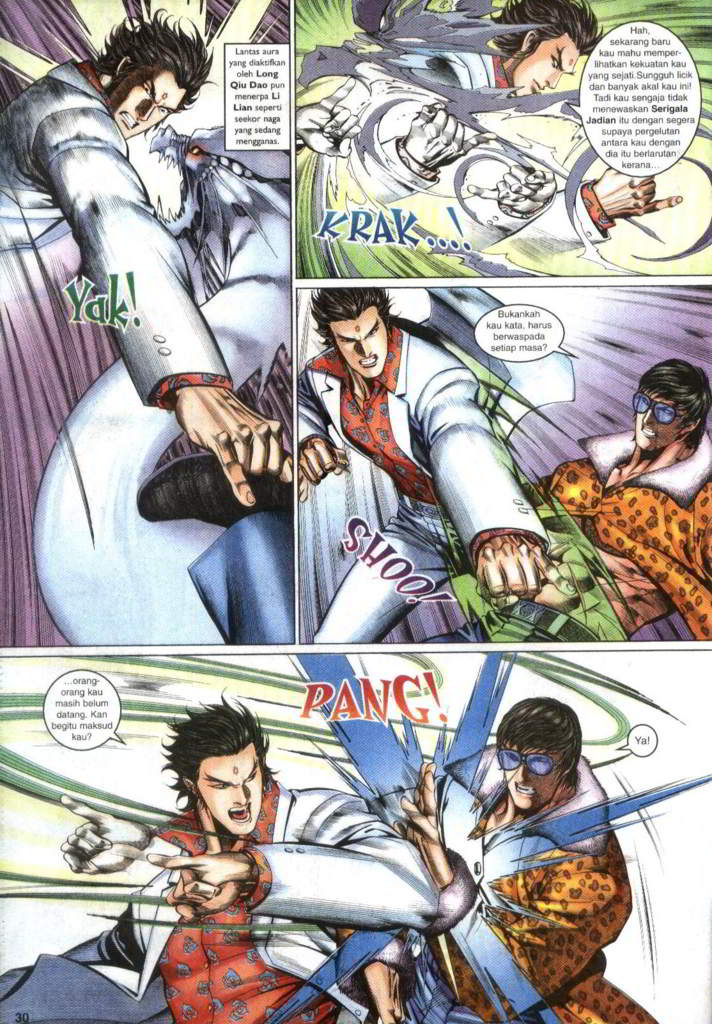 Lantas aura
yang diaktifkan
oleh Long
Qiu Dao pun
menerpa Li
Lian seperti
seekor naga
yang sedang
mengganas.
Yak!
Hah,
sekarang baru
kau mahu memper-
lihatkan kekuatan kau
yang sejati.Sungguh licik
dan banyak akal kau ini!
Tadi kau sengaja tidak
menewaskan Serigala
Jadian dengan segera
supaya pergelutan
antara kau dengan
dia itu berlarutan
kerana...
KRAK...!
Bukankah
kau kata, harus
berwaspada
setiap masa?
SHOO!
...orang-
orang kau
masih belum
datang. Kan
begitu maksud
kau?
PANG!
Ya!
30